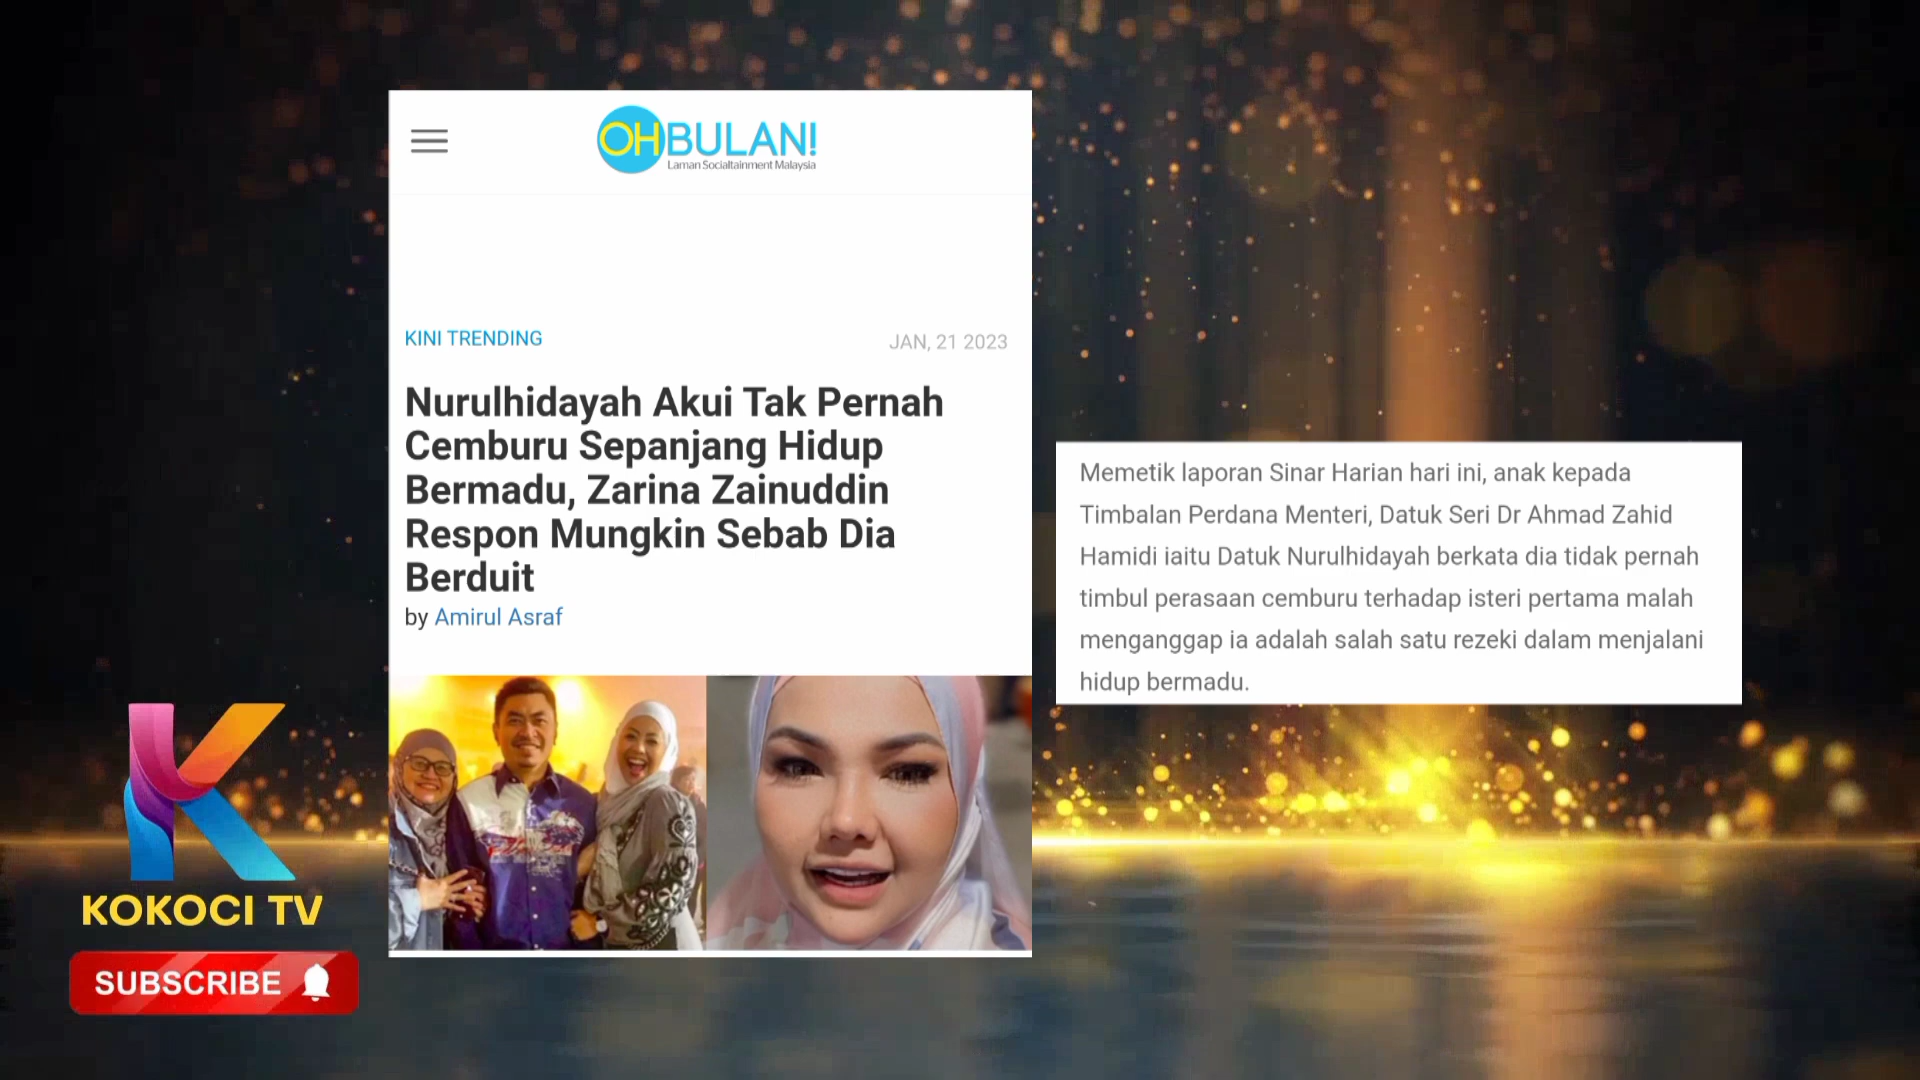 OHBULAN!
Laman Socialtainment Malaysia
KINI TRENDING
JAN, 21 2023
Nurulhidayah Akui Tak Pernah
Cemburu Sepanjang Hidup
Bermadu, Zarina Zainuddin
Respon Mungkin Sebab Dia
Berduit
by Amirul Asraf
Memetik laporan Sinar Harian hari ini, anak kepada
Timbalan Perdana Menteri, Datuk Seri Dr Ahmad Zahid
Hamidi iaitu Datuk Nurulhidayah berkata dia tidak pernah
timbul perasaan cemburu terhadap isteri pertama malah
menganggap ia adalah salah satu rezeki dalam menjalani
hidup bermadu.
KOKOCI TV
SUBSCRIBE